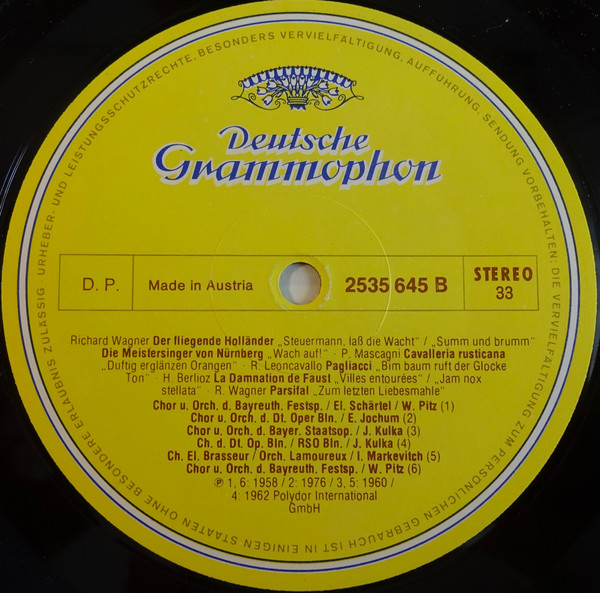 URHEBER- UND LEISTUNGSSCHUTZRECHTE, BESONDERS VERVIELFÄLTIGUNG, AUFFÜHRUNG, SENDUNG VORBEHALTEN; DIE VERVIELFÄLTIGUNG ZUM PERSÖNLICHEN GEBRAUCH IST IN EINIGEN STAATEN OHNE BESONDERE ERLAUBNIS ZULÄSSIG
Deutsche
Grammophon
D. P.
Made in Austria
2535 645 B
STEREO
33
Richard Wagner Der fliegende Holländer „Steuermann, laß die Wacht“ / „Summ und brumm“
Die Meistersinger von Nürnberg „Wach auf!“ · P. Mascagni Cavalleria rusticana
„Duftig erglänzen Orangen“ · R. Leoncavallo Pagliacci „Bim baum ruft der Glocke
Ton“ · H. Berlioz La Damnation de Faust „Villes entourées“ / „Jam nox
stellata“ · R. Wagner Parsifal „Zum letzten Liebesmahle“
Chor u. Orch. d. Bayreuth. Festsp. / El. Schärtel / W. Pitz (1)
Chor u. Orch. d. Dt. Oper Bln. / E. Jochum (2)
Chor u. Orch. d. Bayer. Staatsop. / J. Kulka (3)
Ch. d. Dt. Op. Bln. / RSO Bln. / J. Kulka (4)
Ch. El. Brasseur / Orch. Lamoureux / I. Markevitch (5)
Chor u. Orch. d. Bayreuth. Festsp. / W. Pitz (6)
℗ 1, 6: 1958 / 2: 1976 / 3, 5: 1960 /
4: 1962 Polydor International
GmbH